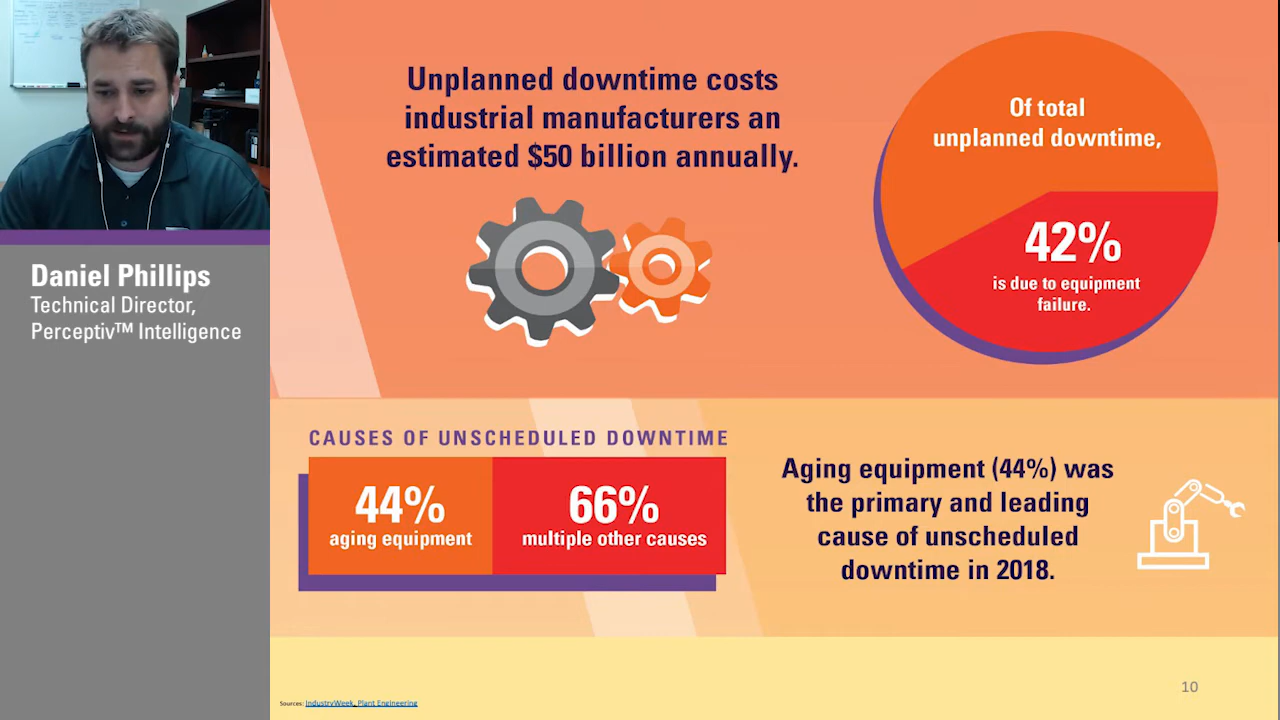 Daniel Phillips
Technical Director,
Perceptiv™ Intelligence
Unplanned downtime costs
industrial manufacturers an
estimated $50 billion annually.
Of total
unplanned downtime,
42%
is due to equipment
failure.
CAUSES OF UNSCHEDULED DOWNTIME
44%
aging equipment
66%
multiple other causes
Aging equipment (44%) was
the primary and leading
cause of unscheduled
downtime in 2018.
Sources: IndustryWeek, Plant Engineering
10